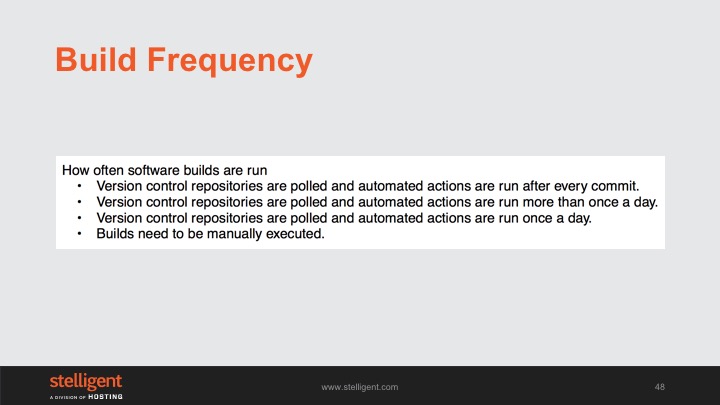 Build Frequency
How often software builds are run
• Version control repositories are polled and automated actions are run after every commit.
• Version control repositories are polled and automated actions are run more than once a day.
• Version control repositories are polled and automated actions are run once a day.
• Builds need to be manually executed.
stelligent
A DIVISION OF HOSTING
www.stelligent.com
48